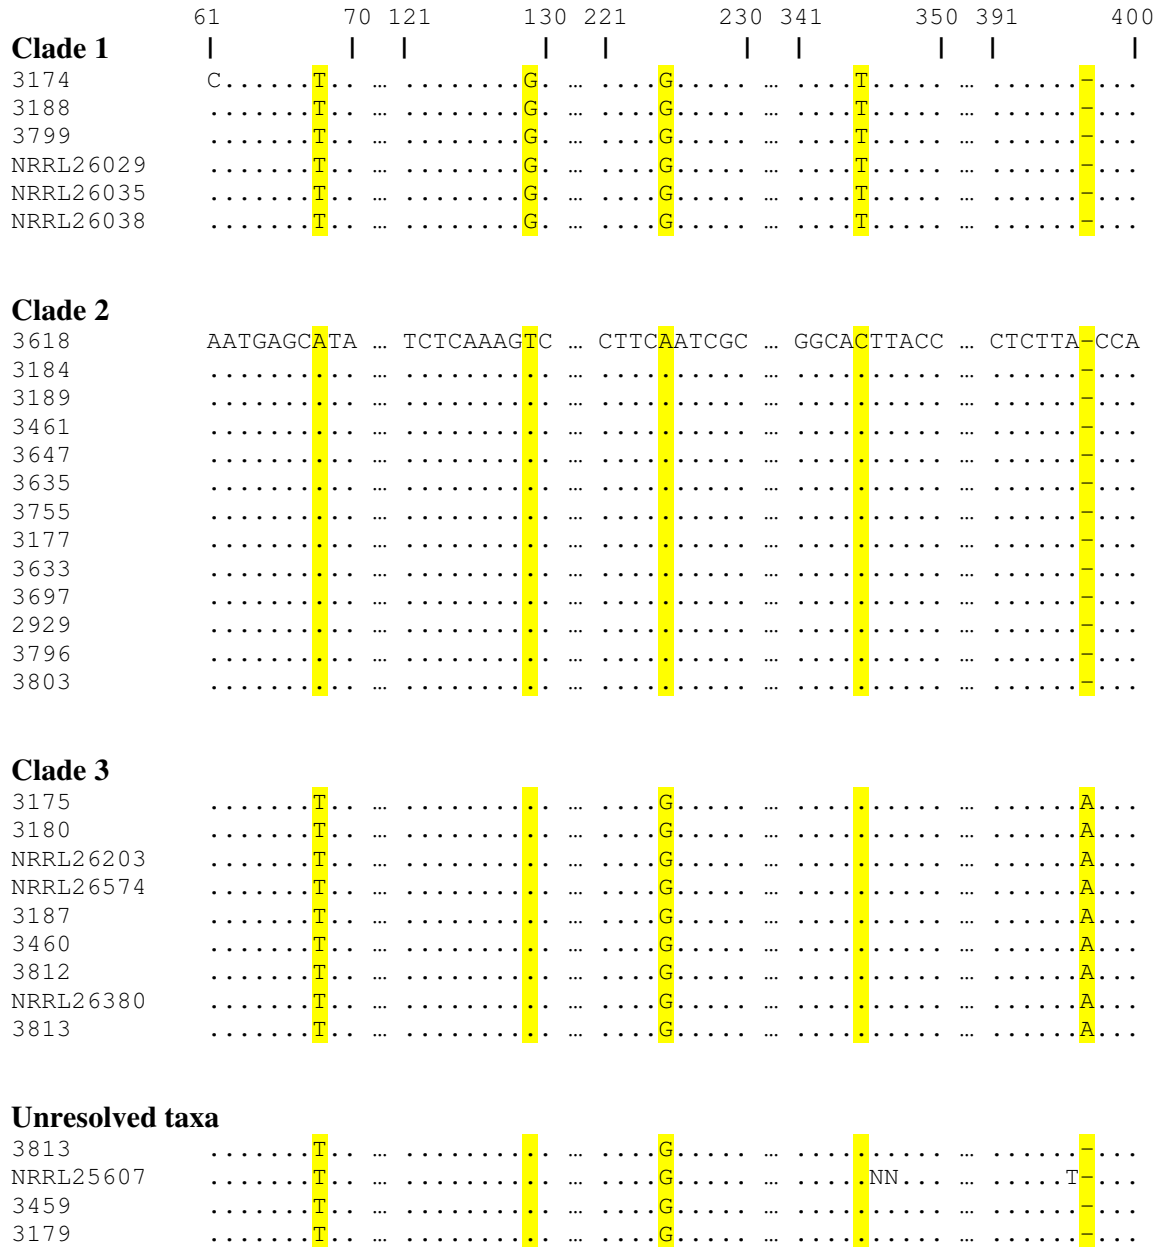 61 70 121 130 221 230 341 350 391 400
Clade 1 | | | | | | | | | |
3174 C......T.. … ........G. … ....G..... … ....T..... … ......-...
3188 .......T.. … ........G. … ....G..... … ....T..... … ......-...
3799 .......T.. … ........G. … ....G..... … ....T..... … ......-...
NRRL26029 .......T.. … ........G. … ....G..... … ....T..... … ......-...
NRRL26035 .......T.. … ........G. … ....G..... … ....T..... … ......-...
NRRL26038 .......T.. … ........G. … ....G..... … ....T..... … ......-...
Clade 2
3618 AATGAGCATA … TCTCAAAGTC … CTTCAATCGC … GGCACTTACC … CTCTTA-CCA
3184 .......... … .......... … .......... … .......... … ......-...
3189 .......... … .......... … .......... … .......... … ......-...
3461 .......... … .......... … .......... … .......... … ......-...
3647 .......... … .......... … .......... … .......... … ......-...
3635 .......... … .......... … .......... … .......... … ......-...
3755 .......... … .......... … .......... … .......... … ......-...
3177 .......... … .......... … .......... … .......... … ......-...
3633 .......... … .......... … .......... … .......... … ......-...
3697 .......... … .......... … .......... … .......... … ......-...
2929 .......... … .......... … .......... … .......... … ......-...
3796 .......... … .......... … .......... … .......... … ......-...
3803 .......... … .......... … .......... … .......... … ......-...
Clade 3
3175 .......T.. … .......... … ....G..... … .......... … ......A...
3180 .......T.. … .......... … ....G..... … .......... … ......A...
NRRL26203 .......T.. … .......... … ....G..... … .......... … ......A...
NRRL26574 .......T.. … .......... … ....G..... … .......... … ......A...
3187 .......T.. … .......... … ....G..... … .......... … ......A...
3460 .......T.. … .......... … ....G..... … .......... … ......A...
3812 .......T.. … .......... … ....G..... … .......... … ......A...
NRRL26380 .......T.. … .......... … ....G..... … .......... … ......A...
3813 .......T.. … .......... … ....G..... … .......... … ......A...
Unresolved taxa
3813 .......T.. … .......... … ....G..... … .......... … ......-...
NRRL25607 .......T.. … .......... … ....G..... … .....NN... … .....T-...
3459 .......T.. … .......... … ....G..... … .......... … ......-...
3179 .......T.. … .......... … ....G..... … .......... … ......-...